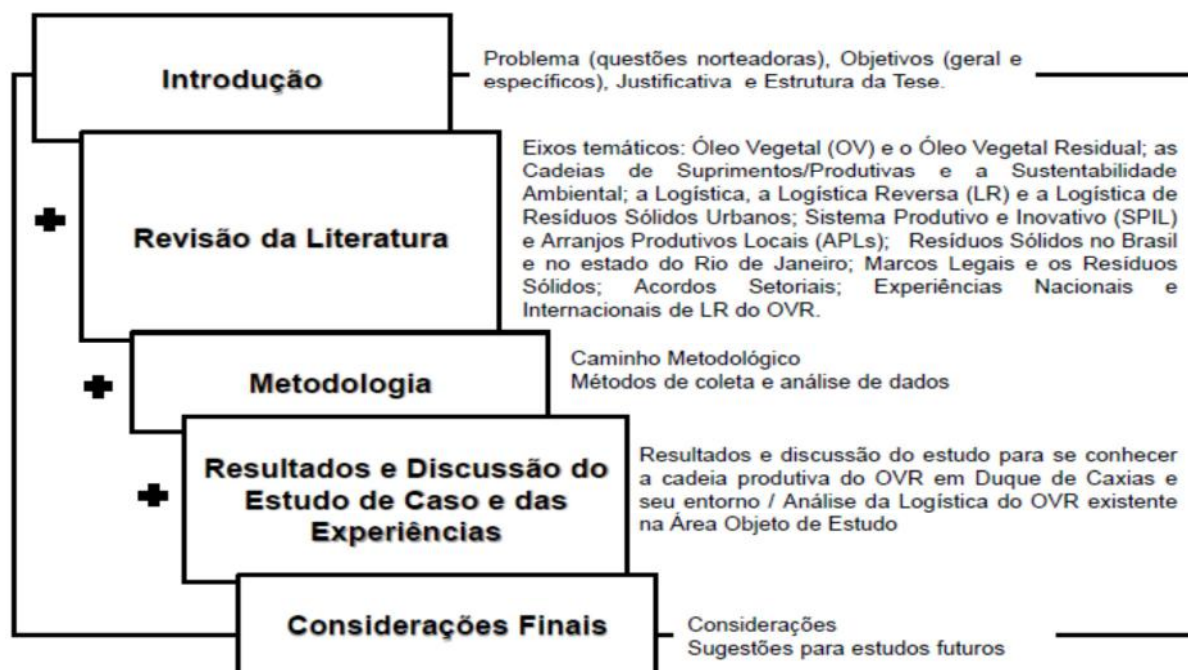 Introdução
Problema (questões norteadoras), Objetivos (geral e
específicos), Justificativa e Estrutura da Tese.
Revisão da Literatura
Eixos temáticos: Óleo Vegetal (OV) e o Óleo Vegetal Residual; as
Cadeias de Suprimentos/Produtivas e a Sustentabilidade
Ambiental; a Logística, a Logística Reversa (LR) e a Logística de
Resíduos Sólidos Urbanos; Sistema Produtivo e Inovativo (SPIL)
e Arranjos Produtivos Locais (APLs); Resíduos Sólidos no Brasil
e no estado do Rio de Janeiro; Marcos Legais e os Resíduos
Sólidos; Acordos Setoriais; Experiências Nacionais e
Internacionais de LR do OVR.
Metodologia
Caminho Metodológico
Métodos de coleta e análise de dados
Resultados e Discussão do
Estudo de Caso e das
Experiências
Resultados e discussão do estudo para se conhecer
a cadeia produtiva do OVR em Duque de Caxias e
seu entorno / Análise da Logística do OVR existente
na Área Objeto de Estudo
Considerações Finais
Considerações
Sugestões para estudos futuros